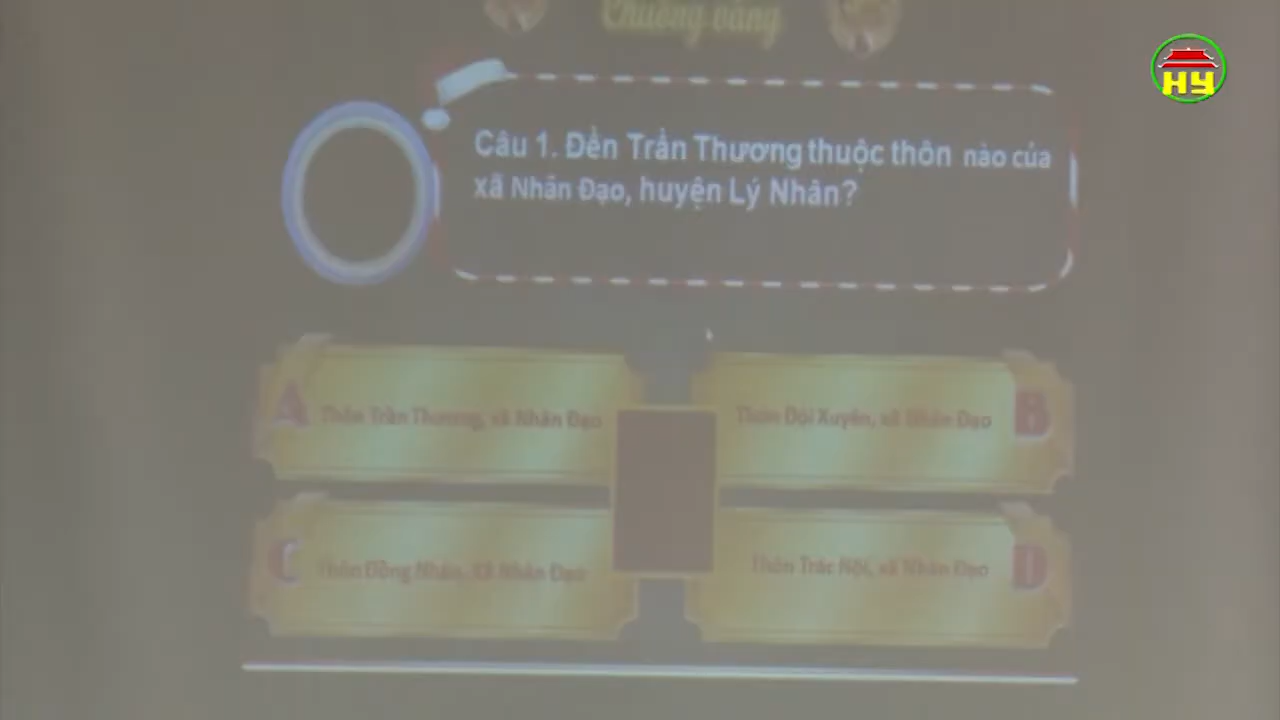 Chuông vàng
HY
Câu 1. Đền Trần Thương thuộc thôn nào của
xã Nhân Đạo, huyện Lý Nhân?
A Thôn Trần Thương, xã Nhân Đạo
Thôn Đội Xuyên, xã Nhân Đạo B
C Thôn Đồng Nhân, xã Nhân Đạo
Thôn Trác Nội, xã Nhân Đạo D